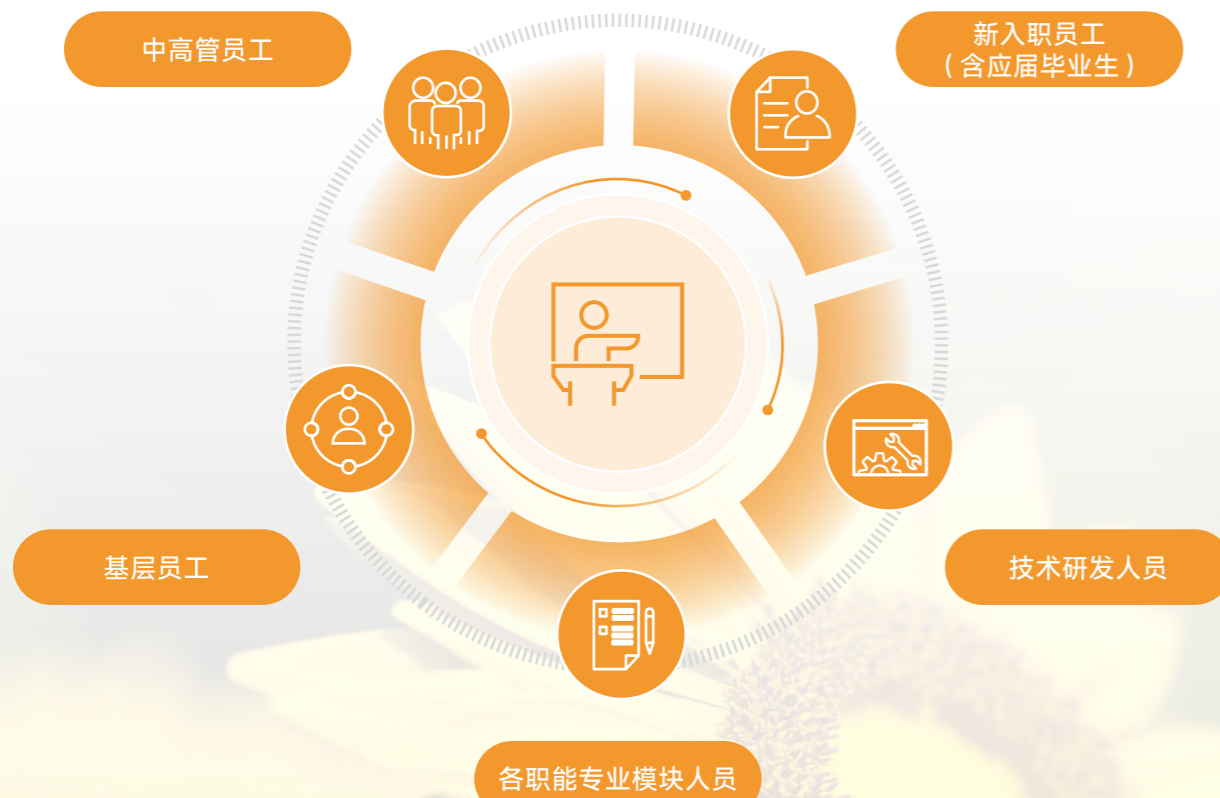 中高管员工
新入职员工
(含应届毕业生)
基层员工
技术研发人员
各职能专业模块人员